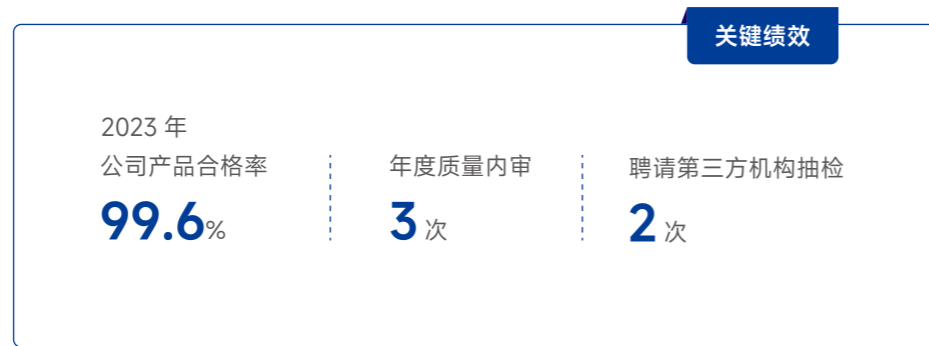 关键绩效
2023 年
公司产品合格率
99.6%
年度质量内审
3 次
聘请第三方机构抽检
2 次